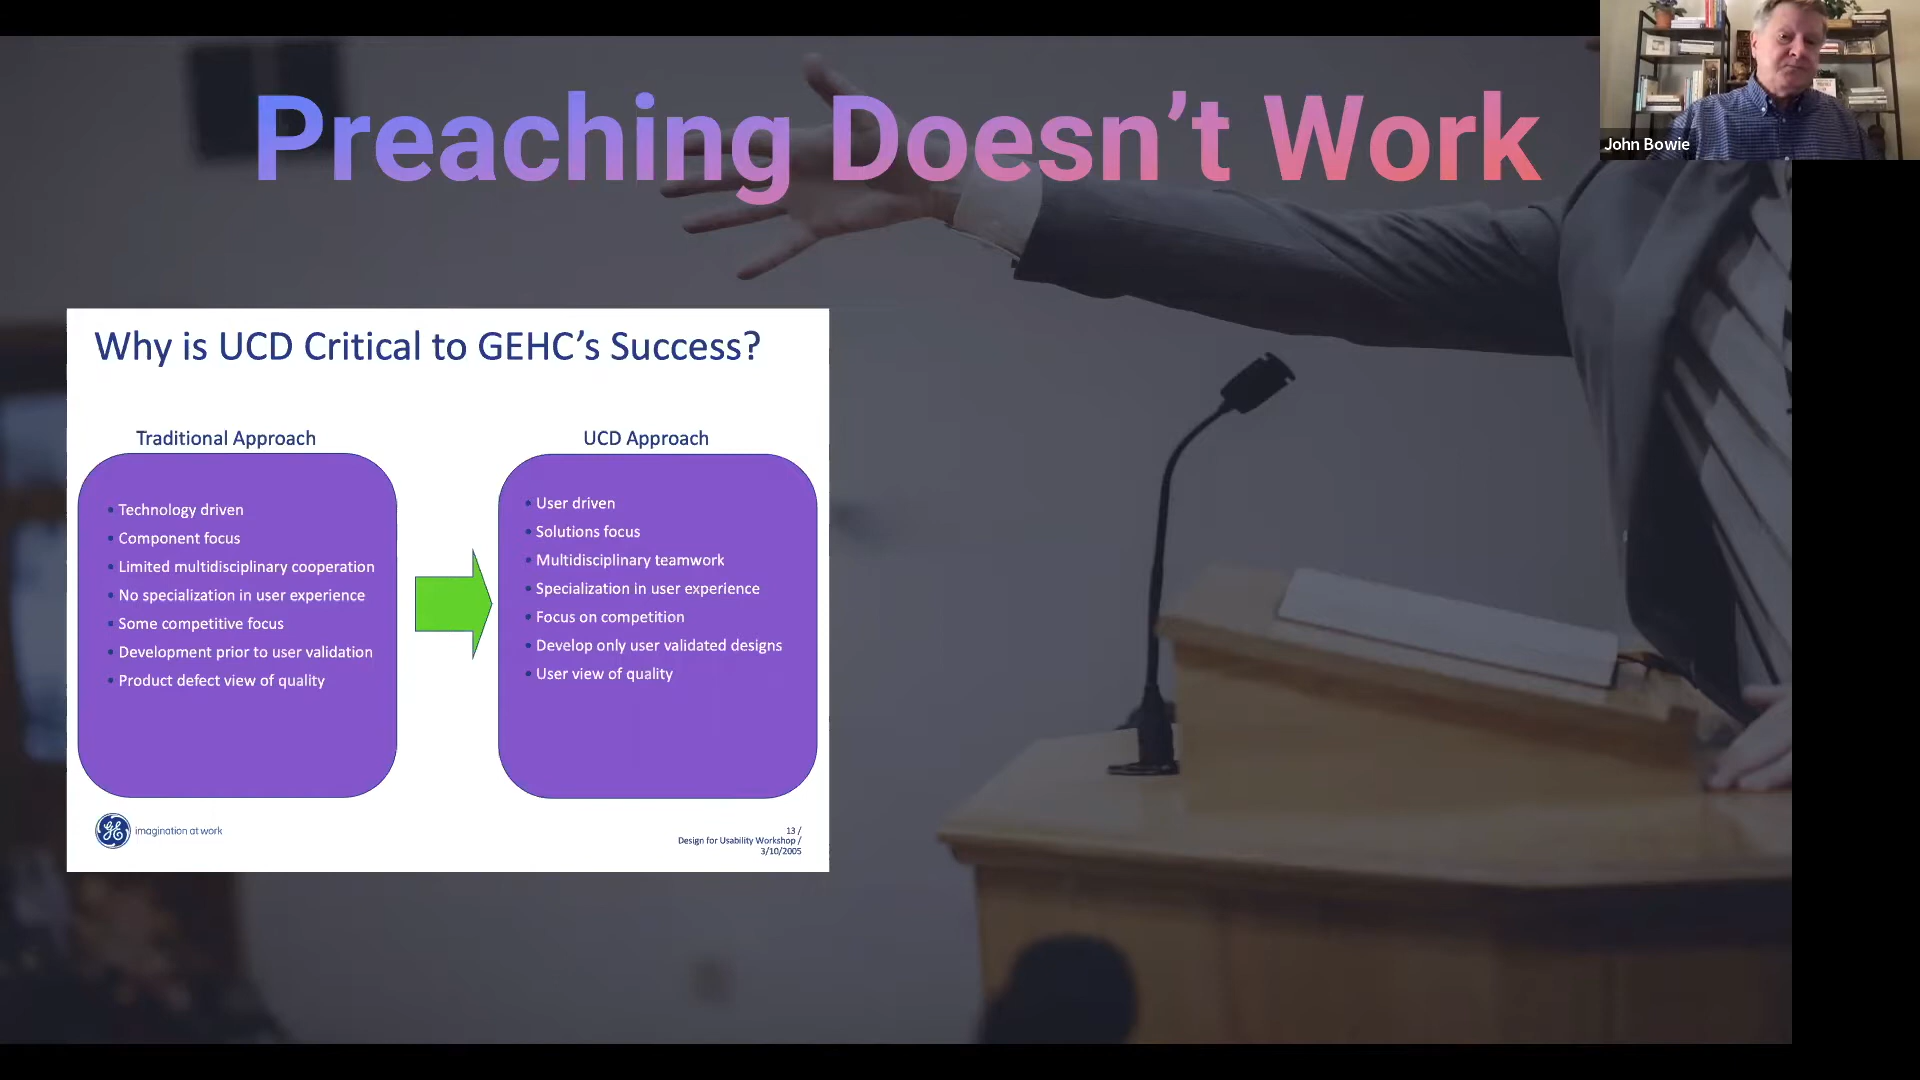 Preaching Doesn’t Work
John Bowie
Why is UCD Critical to GEHC’s Success?
Traditional Approach
• Technology driven
• Component focus
• Limited multidisciplinary cooperation
• No specialization in user experience
• Some competitive focus
• Development prior to user validation
• Product defect view of quality
UCD Approach
• User driven
• Solutions focus
• Multidisciplinary teamwork
• Specialization in user experience
• Focus on competition
• Develop only user validated designs
• User view of quality
GE
imagination at work
13 /
Design for Usability Workshop /
3/10/2005